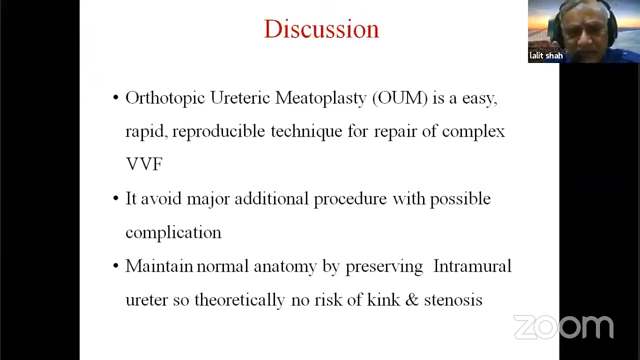 Discussion
lalit shah
• Orthotopic Ureteric Meatoplasty (OUM) is a easy,
rapid, reproducible technique for repair of complex
VVF
• It avoid major additional procedure with possible
complication
• Maintain normal anatomy by preserving Intramural
ureter so theoretically no risk of kink & stenosis
zoom